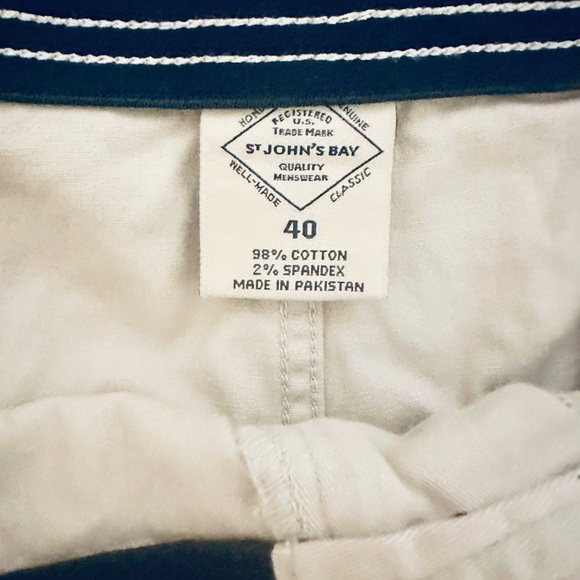 GENUINE
REGISTERED
U.S.
TRADE MARK
ST JOHN'S BAY
QUALITY
MENSWEAR
WELL-MADE
CLASSIC
40
98% COTTON
2% SPANDEX
MADE IN PAKISTAN